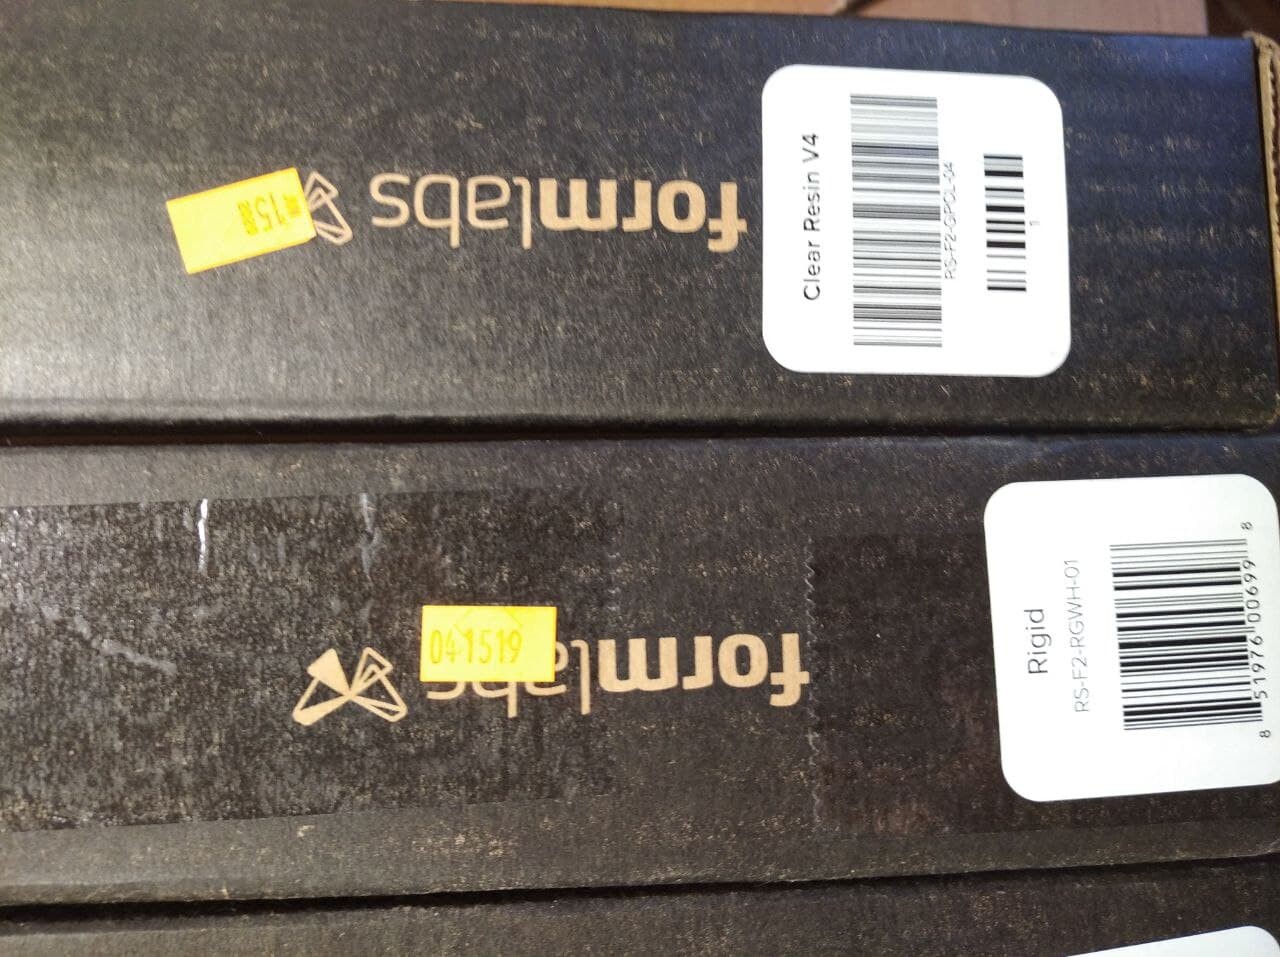 formlabs
Clear Resin V4
RS-F2-GPCL-04
1
formlabs
041519
Rigid
RS-F2-RGWH-01
8 51976 00699 8